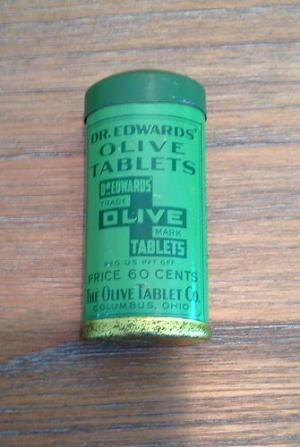 DR. EDWARDS'
OLIVE
TABLETS
DR EDWARDS'
TRADE
OLIVE
MARK
TABLETS
REG. U.S. PAT. OFF.
PRICE 60 CENTS
THE OLIVE TABLET CO.
COLUMBUS, OHIO